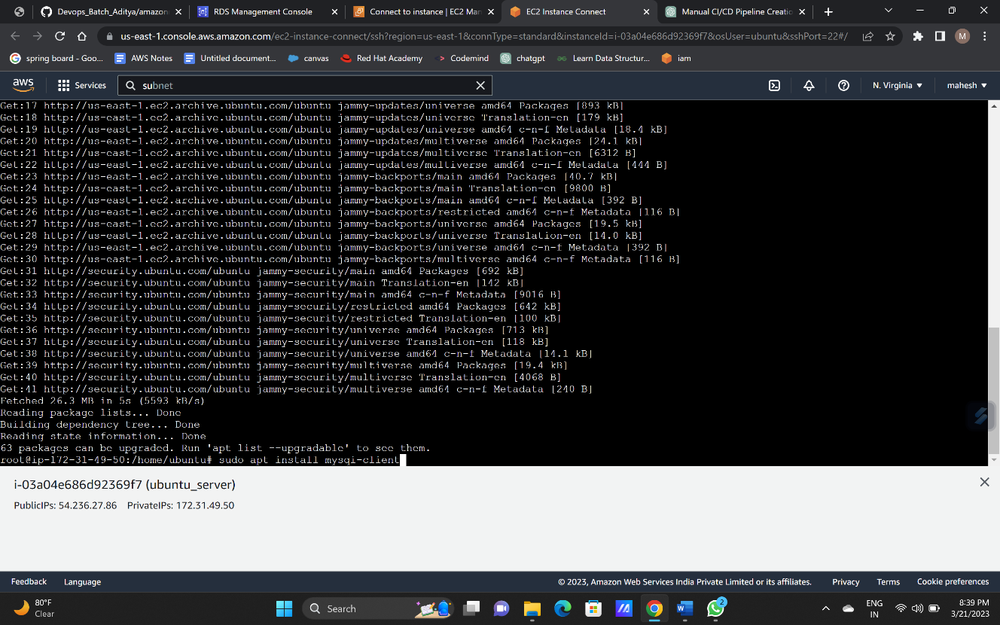 Devops_Batch_Aditya/amazon
RDS Management Console
Connect to instance | EC2 Man
EC2 Instance Connect
Manual CI/CD Pipeline Creatio
us-east-1.console.aws.amazon.com/ec2-instance-connect/ssh?region=us-east-1&connType=standard&instanceId=i-03a04e686d92369f7&osUser=ubuntu&sshPort=22#/
M
spring board - Goo...
AWS Notes
Untitled document...
canvas
Red Hat Academy
Codemind
chatgpt
Learn Data Structur...
iam
aws
Services
subnet
N. Virginia
mahesh
Get:17 http://us-east-1.ec2.archive.ubuntu.com/ubuntu jammy-updates/universe amd64 Packages [893 kB]
Get:18 http://us-east-1.ec2.archive.ubuntu.com/ubuntu jammy-updates/universe Translation-en [179 kB]
Get:19 http://us-east-1.ec2.archive.ubuntu.com/ubuntu jammy-updates/universe amd64 c-n-f Metadata [18.4 kB]
Get:20 http://us-east-1.ec2.archive.ubuntu.com/ubuntu jammy-updates/multiverse amd64 Packages [24.1 kB]
Get:21 http://us-east-1.ec2.archive.ubuntu.com/ubuntu jammy-updates/multiverse Translation-en [6312 B]
Get:22 http://us-east-1.ec2.archive.ubuntu.com/ubuntu jammy-updates/multiverse amd64 c-n-f Metadata [444 B]
Get:23 http://us-east-1.ec2.archive.ubuntu.com/ubuntu jammy-backports/main amd64 Packages [40.7 kB]
Get:24 http://us-east-1.ec2.archive.ubuntu.com/ubuntu jammy-backports/main Translation-en [9800 B]
Get:25 http://us-east-1.ec2.archive.ubuntu.com/ubuntu jammy-backports/main amd64 c-n-f Metadata [392 B]
Get:26 http://us-east-1.ec2.archive.ubuntu.com/ubuntu jammy-backports/restricted amd64 c-n-f Metadata [116 B]
Get:27 http://us-east-1.ec2.archive.ubuntu.com/ubuntu jammy-backports/universe amd64 Packages [19.5 kB]
Get:28 http://us-east-1.ec2.archive.ubuntu.com/ubuntu jammy-backports/universe Translation-en [14.0 kB]
Get:29 http://us-east-1.ec2.archive.ubuntu.com/ubuntu jammy-backports/universe amd64 c-n-f Metadata [392 B]
Get:30 http://us-east-1.ec2.archive.ubuntu.com/ubuntu jammy-backports/multiverse amd64 c-n-f Metadata [116 B]
Get:31 http://security.ubuntu.com/ubuntu jammy-security/main amd64 Packages [692 kB]
Get:32 http://security.ubuntu.com/ubuntu jammy-security/main Translation-en [142 kB]
Get:33 http://security.ubuntu.com/ubuntu jammy-security/main amd64 c-n-f Metadata [9016 B]
Get:34 http://security.ubuntu.com/ubuntu jammy-security/restricted amd64 Packages [642 kB]
Get:35 http://security.ubuntu.com/ubuntu jammy-security/restricted Translation-en [100 kB]
Get:36 http://security.ubuntu.com/ubuntu jammy-security/universe amd64 Packages [713 kB]
Get:37 http://security.ubuntu.com/ubuntu jammy-security/universe Translation-en [118 kB]
Get:38 http://security.ubuntu.com/ubuntu jammy-security/universe amd64 c-n-f Metadata [14.1 kB]
Get:39 http://security.ubuntu.com/ubuntu jammy-security/multiverse amd64 Packages [19.4 kB]
Get:40 http://security.ubuntu.com/ubuntu jammy-security/multiverse Translation-en [4068 B]
Get:41 http://security.ubuntu.com/ubuntu jammy-security/multiverse amd64 c-n-f Metadata [240 B]
Fetched 26.3 MB in 5s (5593 kB/s)
Reading package lists... Done
Building dependency tree... Done
Reading state information... Done
63 packages can be upgraded. Run 'apt list --upgradable' to see them.
root@ip-172-31-49-50:/home/ubuntu# sudo apt install mysqi-client
i-03a04e686d92369f7 (ubuntu_server)
PublicIPs: 54.236.27.86 PrivateIPs: 172.31.49.50
Feedback
Language
© 2023, Amazon Web Services India Private Limited or its affiliates.
Privacy
Terms
Cookie preferences
80°F
Clear
Search
2
ENG
IN
8:39 PM
3/21/2023